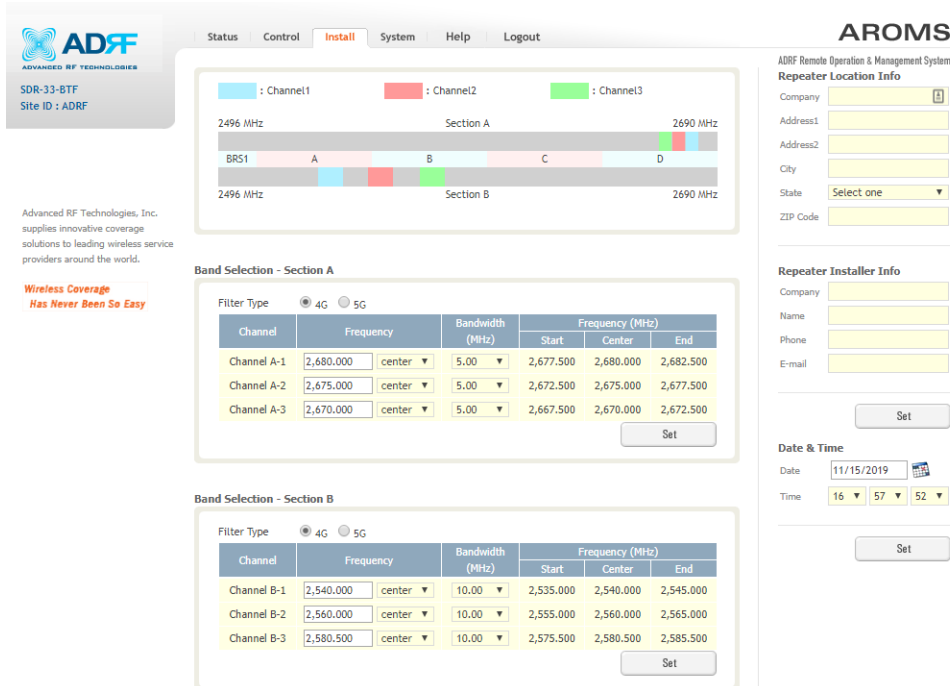 ADRF
ADVANCED RF TECHNOLOGIES
SDR-33-BTF
Site ID : ADRF
Advanced RF Technologies, Inc.
supplies innovative coverage
solutions to leading wireless service
providers around the world.
Wireless Coverage
Has Never Been So Easy
Status Control Install System Help Logout
: Channel1 : Channel2 : Channel3
2496 MHz Section A 2690 MHz
BRS1 A B C D
2496 MHz Section B 2690 MHz
Band Selection - Section A
Filter Type 4G 5G
Channel Frequency Bandwidth (MHz) Frequency (MHz)
Start Center End
Channel A-1 2,680.000 center 5.00 2,677.500 2,680.000 2,682.500
Channel A-2 2,675.000 center 5.00 2,672.500 2,675.000 2,677.500
Channel A-3 2,670.000 center 5.00 2,667.500 2,670.000 2,672.500
Set
Band Selection - Section B
Filter Type 4G 5G
Channel Frequency Bandwidth (MHz) Frequency (MHz)
Start Center End
Channel B-1 2,540.000 center 10.00 2,535.000 2,540.000 2,545.000
Channel B-2 2,560.000 center 10.00 2,555.000 2,560.000 2,565.000
Channel B-3 2,580.500 center 10.00 2,575.500 2,580.500 2,585.500
Set
AROMS
ADRF Remote Operation & Management System
Repeater Location Info
Company
Address1
Address2
City
State Select one
ZIP Code
Repeater Installer Info
Company
Name
Phone
E-mail
Set
Date & Time
Date 11/15/2019
Time 16 57 52
Set